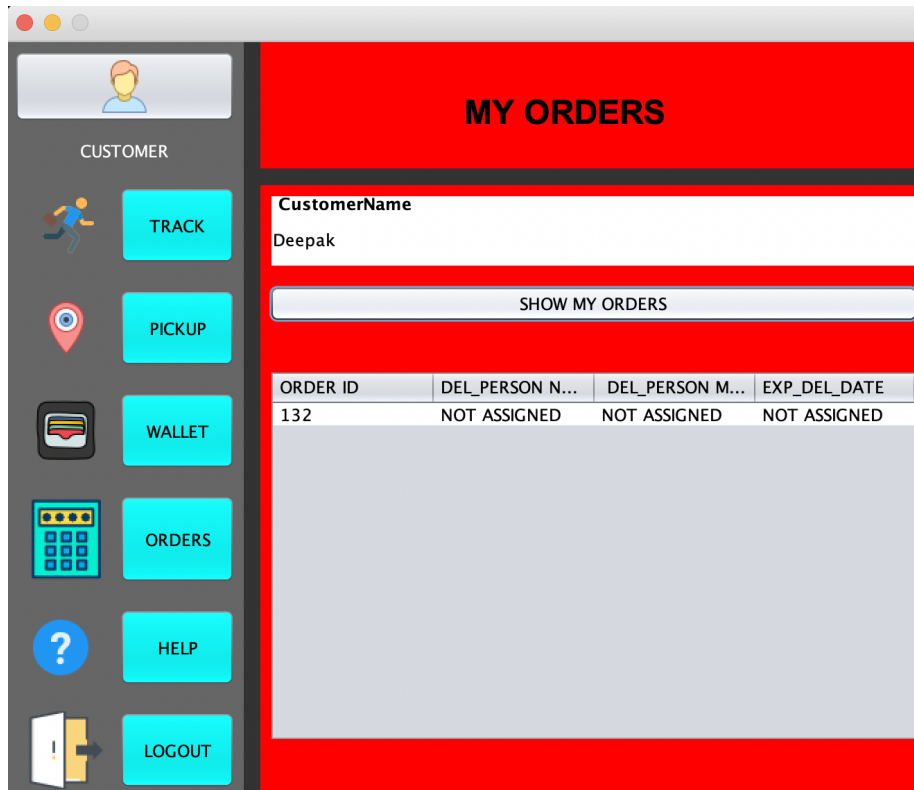 CUSTOMER
TRACK
PICKUP
WALLET
ORDERS
?
HELP
LOGOUT
MY ORDERS
CustomerName
Deepak
SHOW MY ORDERS
ORDER ID DEL_PERSON N... DEL_PERSON M... EXP_DEL_DATE
132 NOT ASSIGNED NOT ASSIGNED NOT ASSIGNED